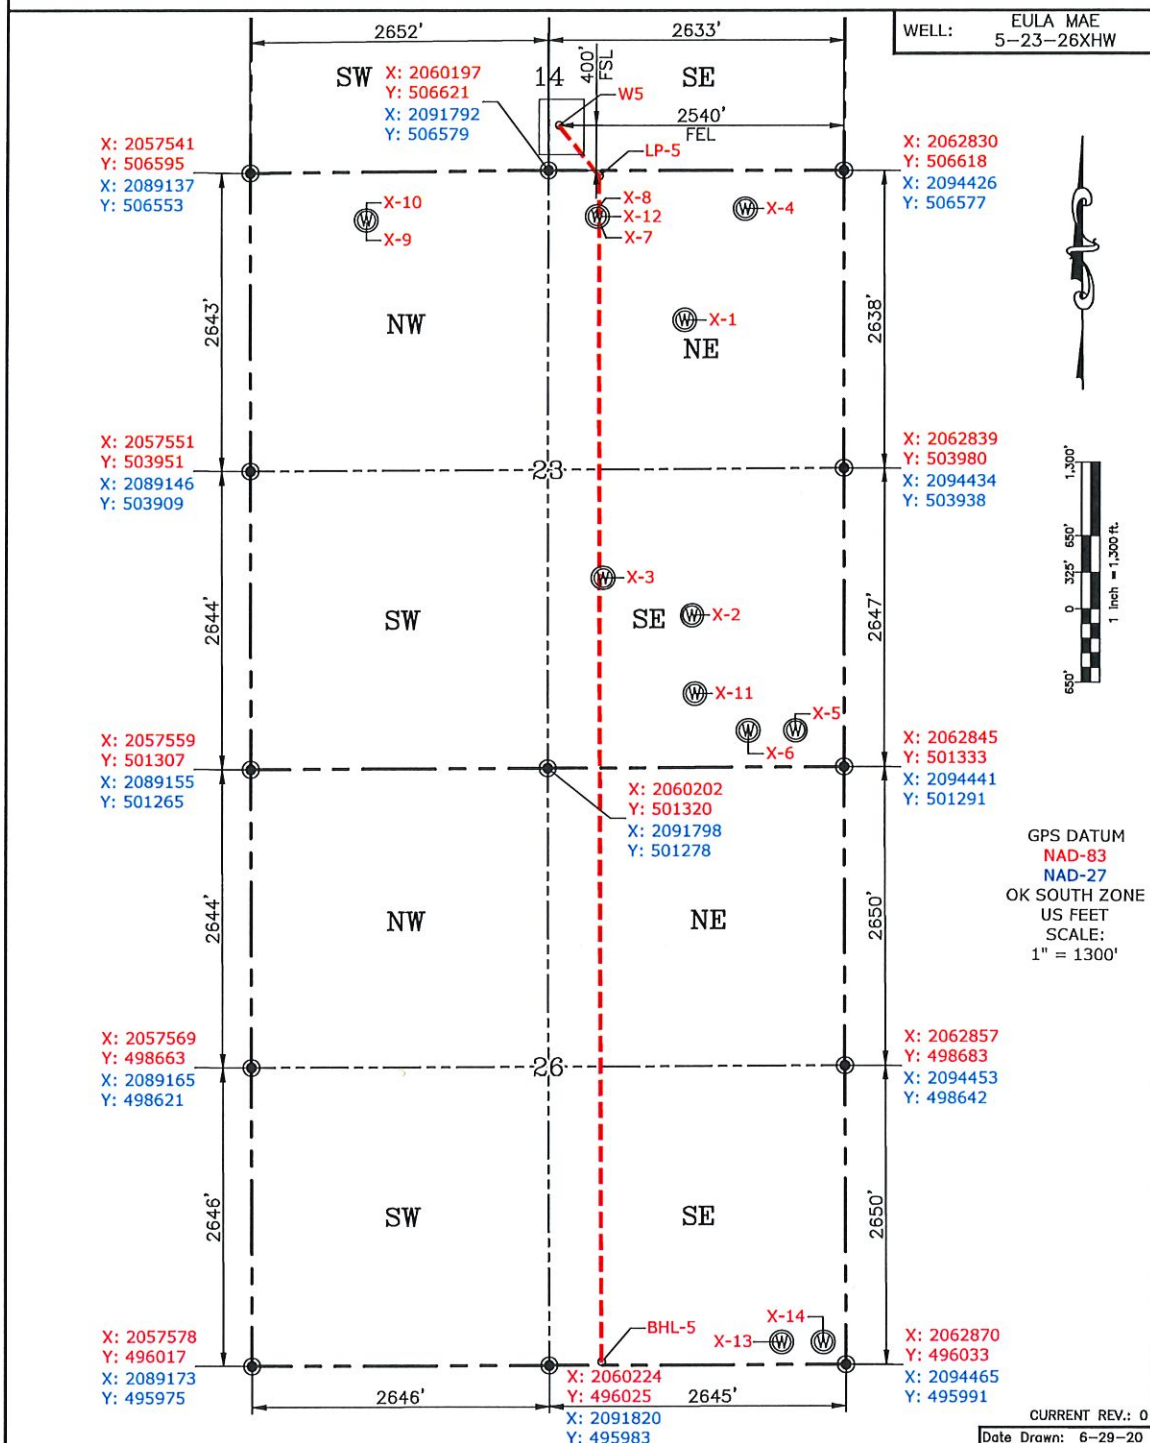 WELL:
EULA MAE
5-23-26XHW
2652'
2633'
SW
14
SE
400'
FSL
X: 2060197
Y: 506621
X: 2091792
Y: 506579
W5
2540'
FEL
LP-5
X: 2057541
Y: 506595
X: 2089137
Y: 506553
X: 2062830
Y: 506618
X: 2094426
Y: 506577
W
X-10
X-9
W
X-8
X-12
X-7
W
X-4
W
X-1
2643'
NW
NE
2638'
X: 2057551
Y: 503951
X: 2089146
Y: 503909
23
X: 2062839
Y: 503980
X: 2094434
Y: 503938
1,300'
650'
325'
0
650'
1 inch = 1,300 ft.
W
X-3
W
X-2
2644'
SW
SE
2647'
W
X-11
W
X-6
W
X-5
X: 2057559
Y: 501307
X: 2089155
Y: 501265
X: 2060202
Y: 501320
X: 2091798
Y: 501278
X: 2062845
Y: 501333
X: 2094441
Y: 501291
GPS DATUM
NAD-83
NAD-27
OK SOUTH ZONE
US FEET
SCALE:
1" = 1300'
2644'
NW
NE
2650'
X: 2057569
Y: 498663
X: 2089165
Y: 498621
26
X: 2062857
Y: 498683
X: 2094453
Y: 498642
2646'
SW
SE
2650'
BHL-5
X-13
W
X-14
W
X: 2057578
Y: 496017
X: 2089173
Y: 495975
X: 2060224
Y: 496025
X: 2091820
Y: 495983
X: 2062870
Y: 496033
X: 2094465
Y: 495991
2646'
2645'
CURRENT REV.: 0
Date Drawn: 6-29-20